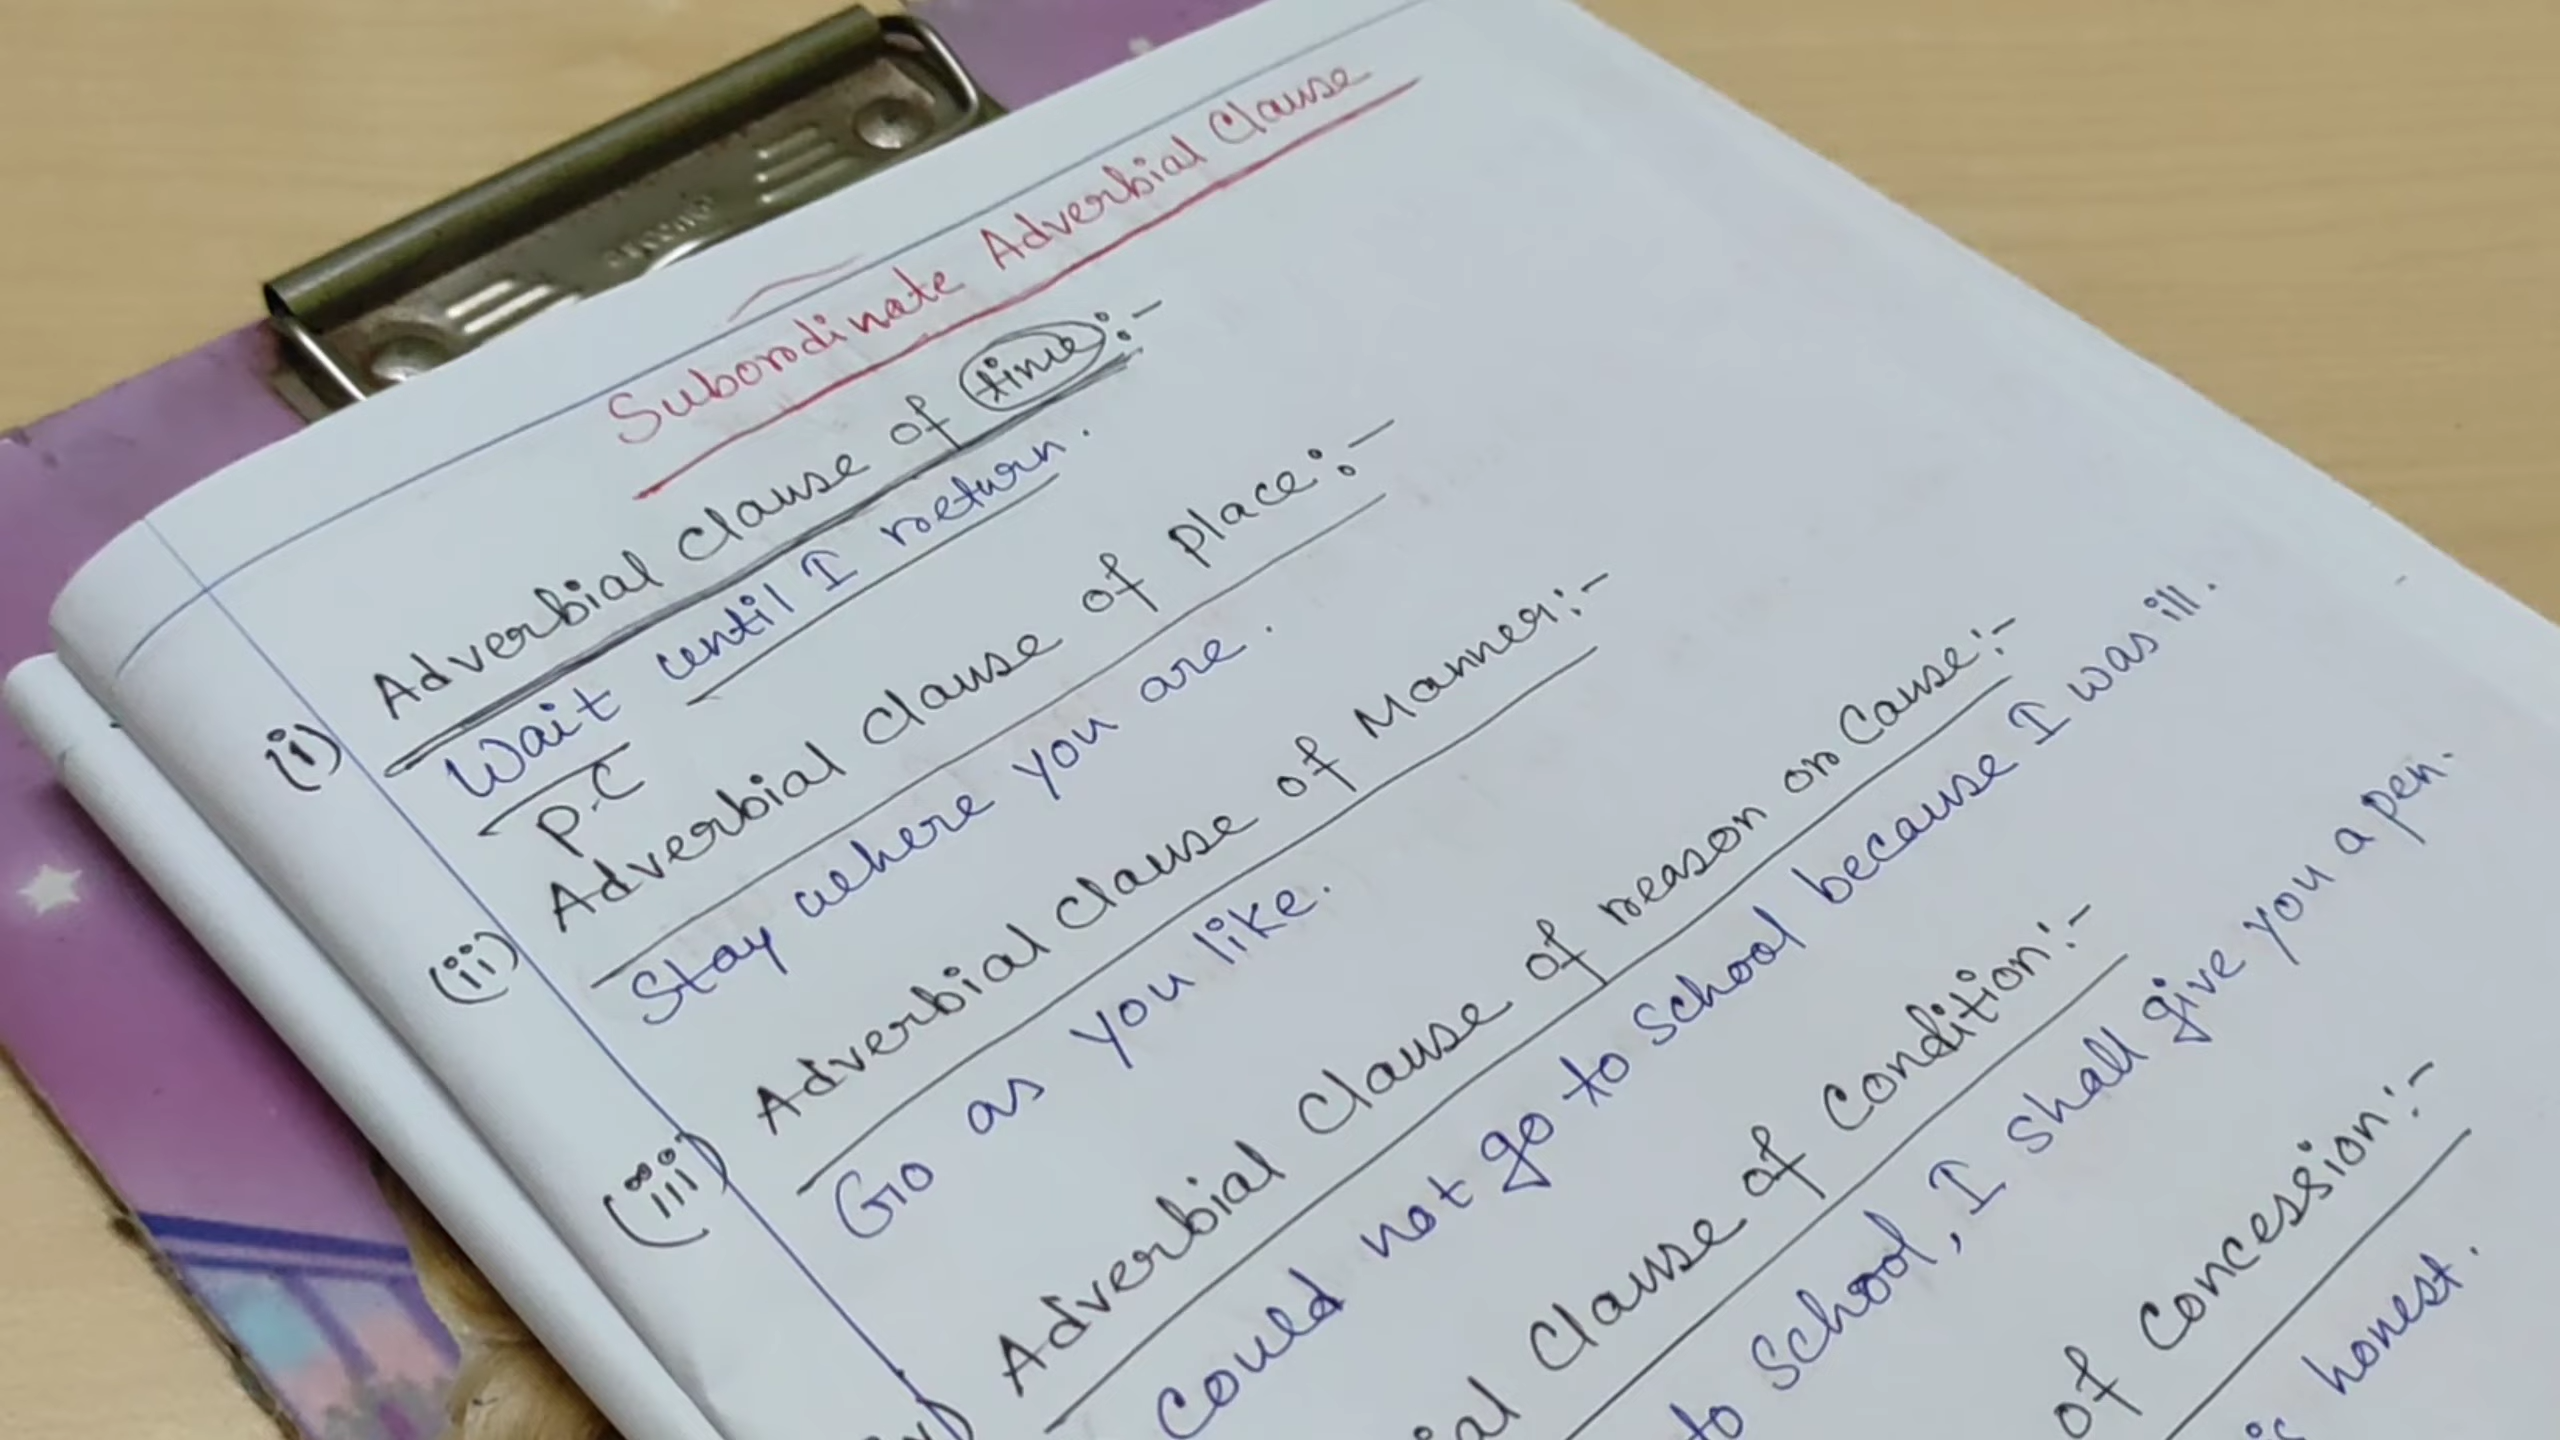 Subordinate Adverbial Clause
(i) Adverbial Clause of time:-
Wait until I return.
P.C
(ii) Adverbial Clause of place:-
Stay where you are.
(iii) Adverbial Clause of Manner:-
Go as you like.
Adverbial Clause of reason or Cause:-
could not go to school because I was ill.
Clause of Condition:-
to School, I shall give you a pen.
of Concession:-
is honest.